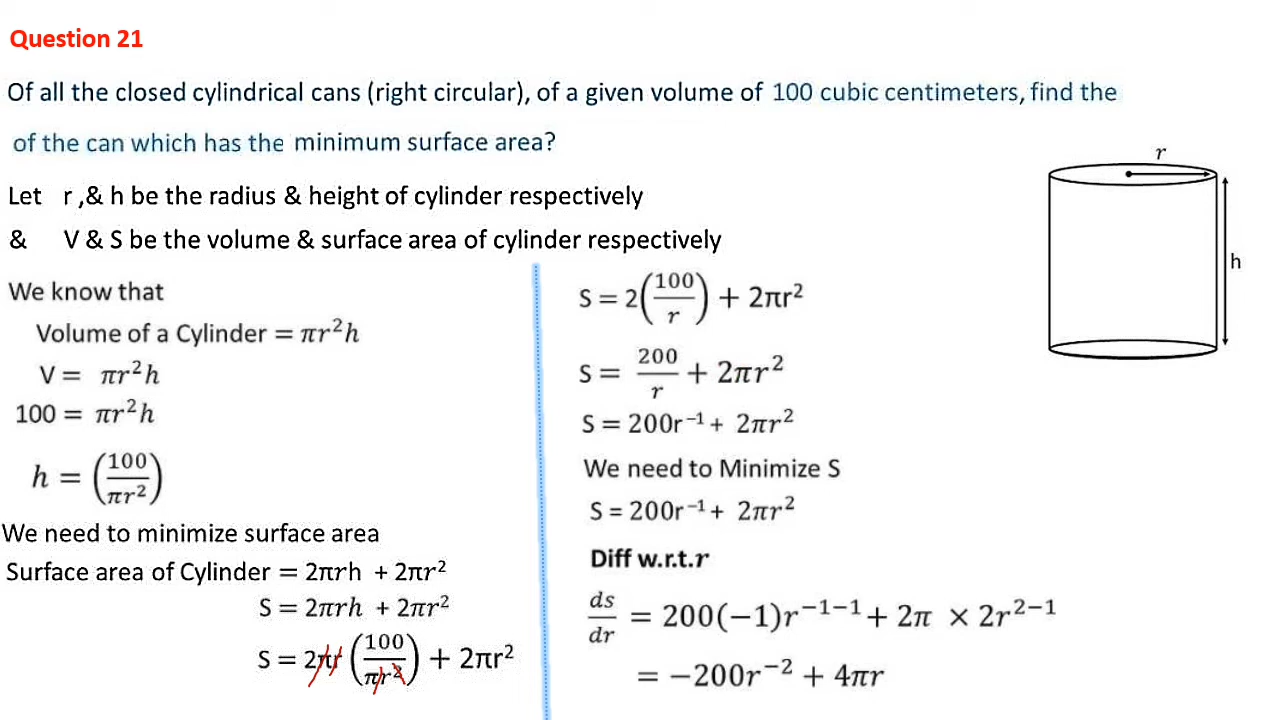 Question 21
Of all the closed cylindrical cans (right circular), of a given volume of 100 cubic centimeters, find the
of the can which has the minimum surface area?
Let r ,& h be the radius & height of cylinder respectively
& V & S be the volume & surface area of cylinder respectively
We know that
Volume of a Cylinder = πr²h
V = πr²h
100 = πr²h
h = (100/πr²)
We need to minimize surface area
Surface area of Cylinder = 2πrh + 2πr²
S = 2πrh + 2πr²
S = 2πr (100/πr²) + 2πr²
S = 2(100/r) + 2πr²
S = 200/r + 2πr²
S = 200r⁻¹ + 2πr²
We need to Minimize S
S = 200r⁻¹ + 2πr²
Diff w.r.t.r
ds/dr = 200(−1)r⁻¹⁻¹ + 2π × 2r²⁻¹
= −200r⁻² + 4πr
r
h